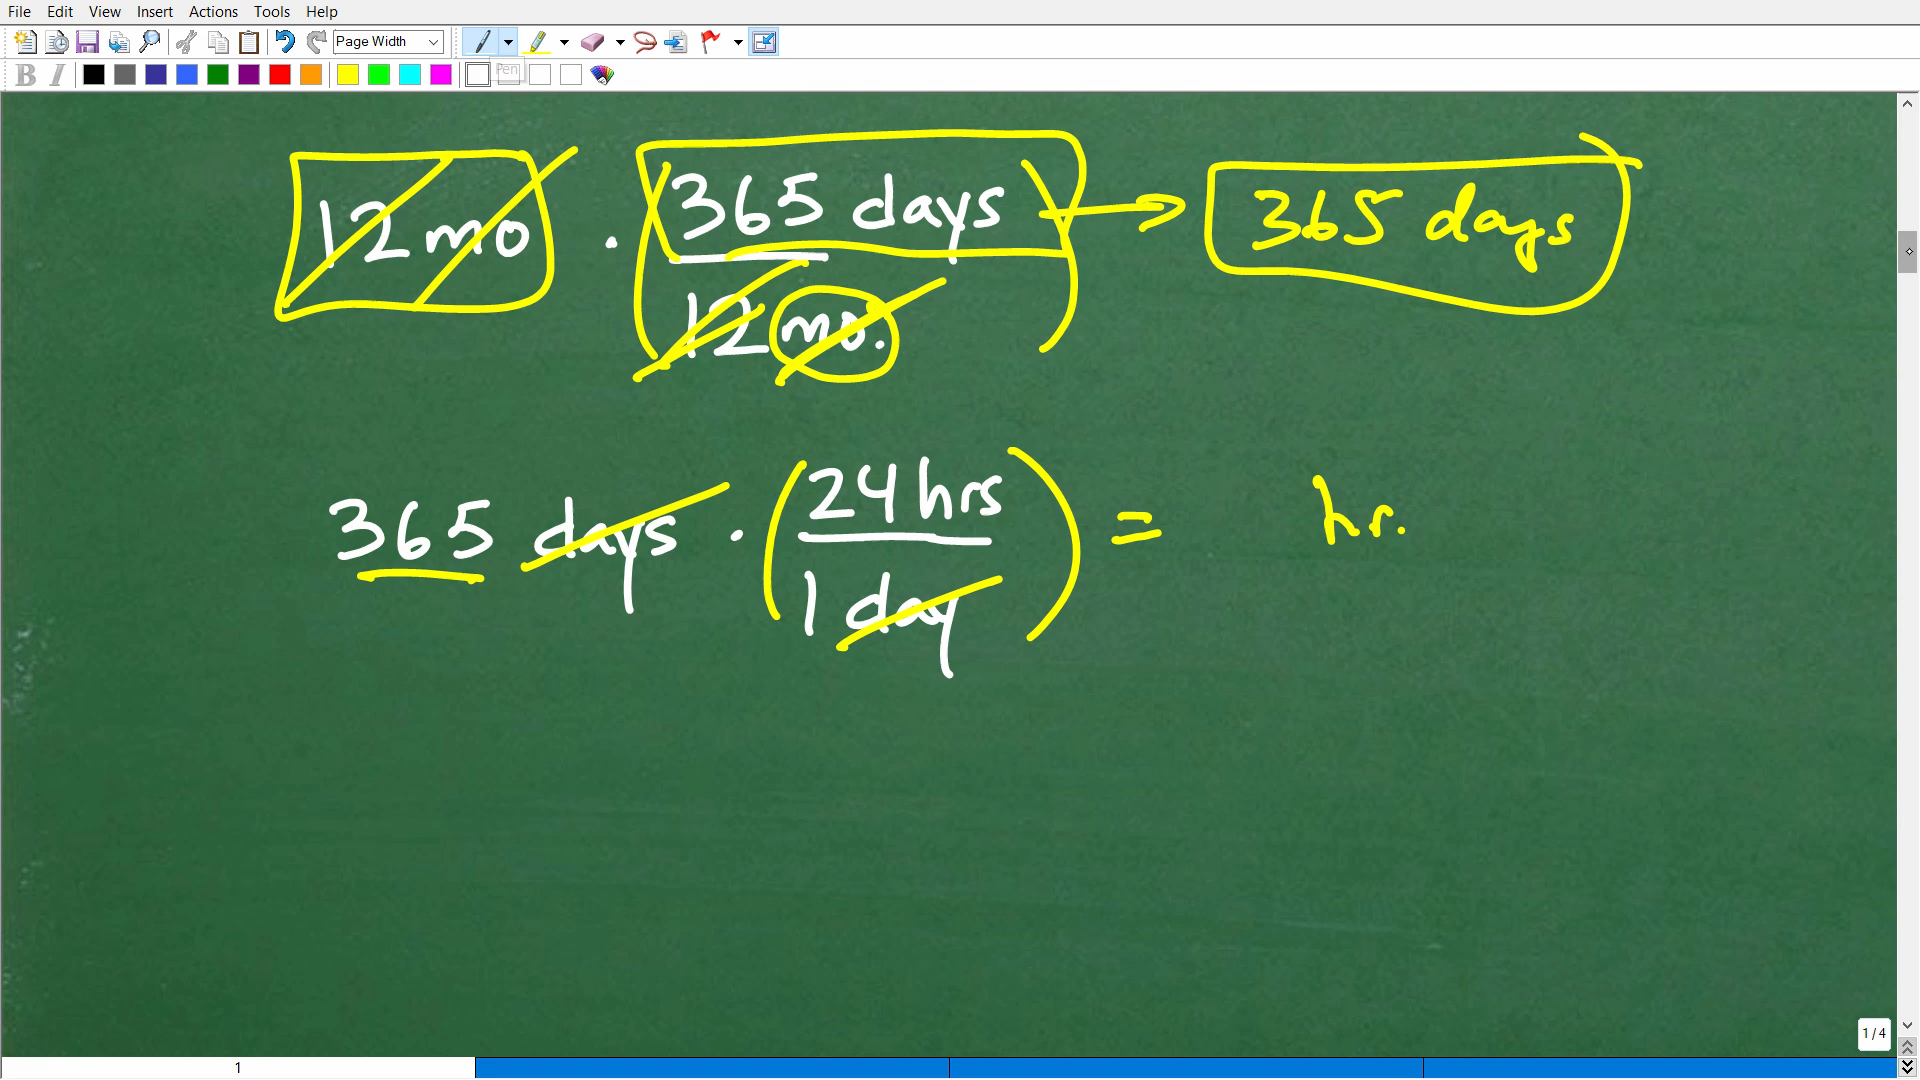 File Edit View Insert Actions Tools Help
Page Width
B I Pen
12 mo · 365 days → 365 days
12 mo.
365 days · ( 24 hrs ) = hr.
1 day
1 / 4
1